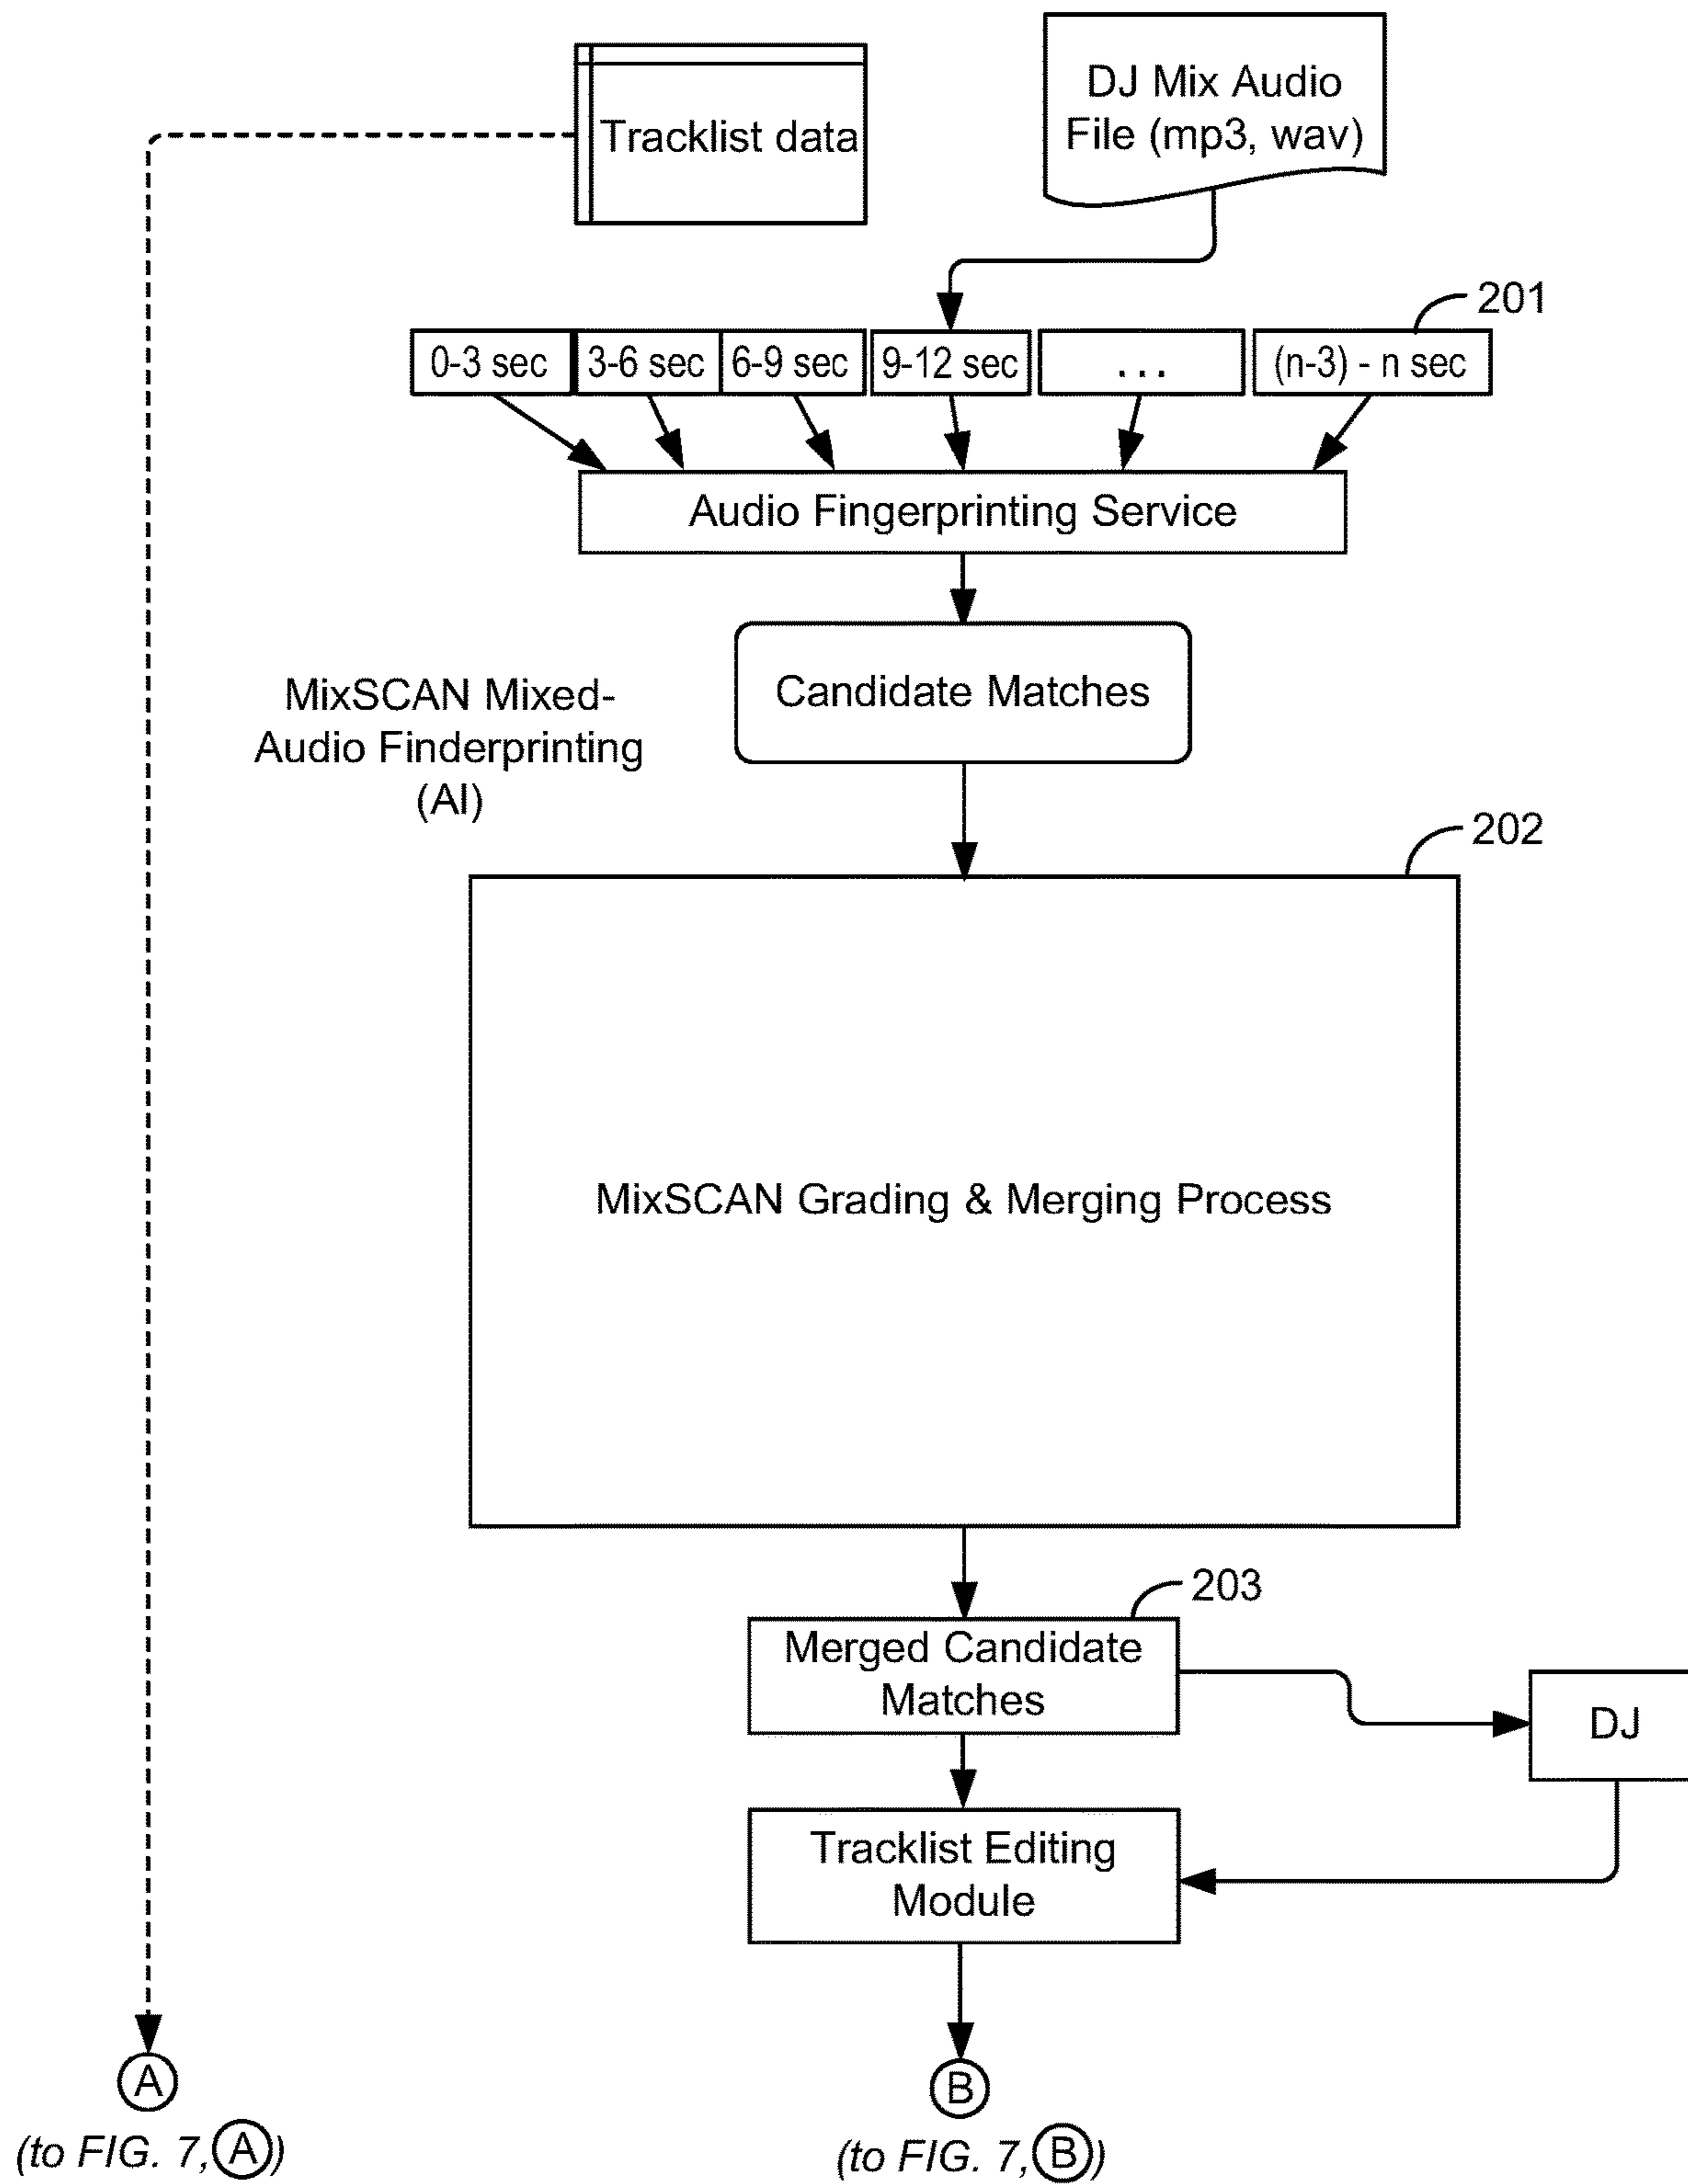 Tracklist data
DJ Mix Audio
File (mp3, wav)
201
0-3 sec
3-6 sec
6-9 sec
9-12 sec
...
(n-3) - n sec
Audio Fingerprinting Service
Candidate Matches
MixSCAN Mixed-
Audio Finderprinting
(AI)
202
MixSCAN Grading & Merging Process
203
Merged Candidate
Matches
DJ
Tracklist Editing
Module
A
(to FIG. 7, A)
B
(to FIG. 7, B)